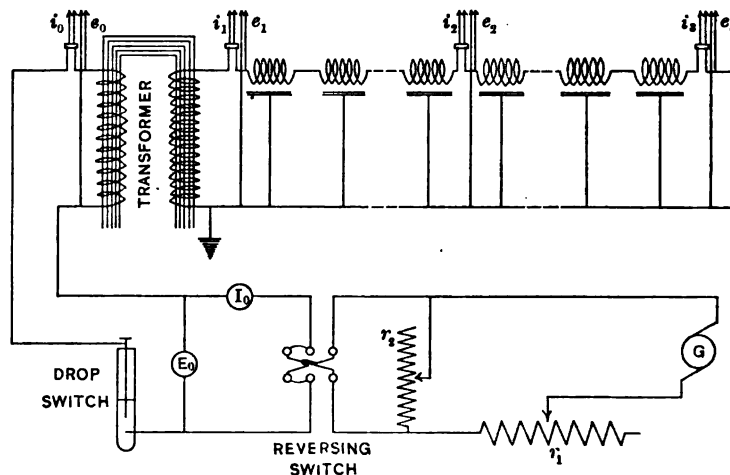 i₀ e₀ i₁ e₁ i₂ e₂ i₃ e
TRANSFORMER
I₀
r₂
E₀
G
DROP
SWITCH
REVERSING
SWITCH
r₁